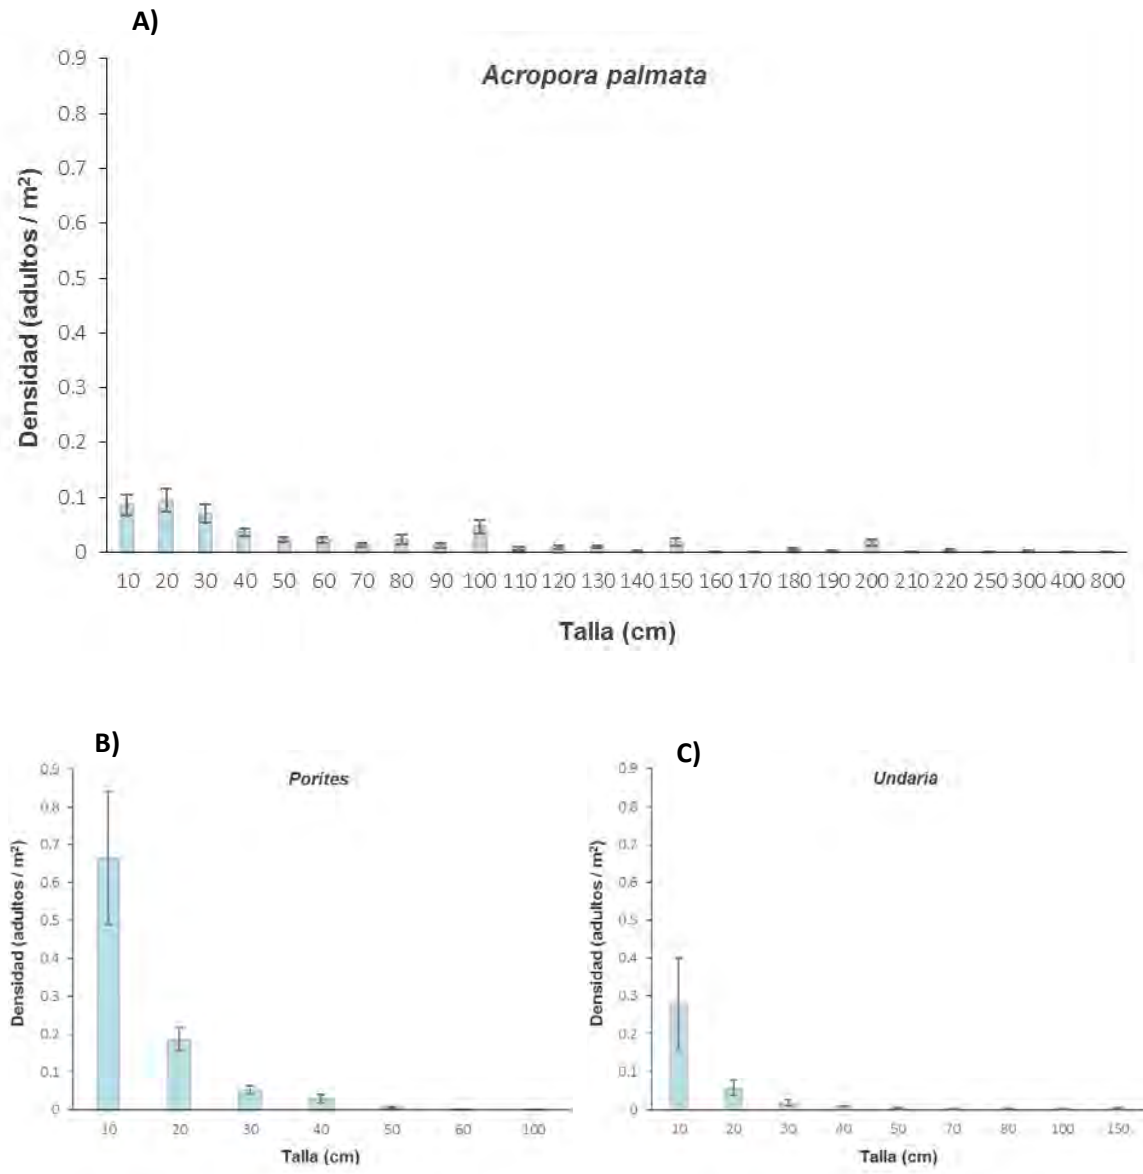 A)
Acropora palmata
0.9
0.8
0.7
0.6
0.5
0.4
0.3
0.2
0.1
0
Densidad (adultos / m²)
10 20 30 40 50 60 70 80 90 100 110 120 130 140 150 160 170 180 190 200 210 220 250 300 400 800
Talla (cm)
B)
Porites
0.9
0.8
0.7
0.6
0.5
0.4
0.3
0.2
0.1
0
Densidad (adultos / m²)
10 20 30 40 50 60 100
Talla (cm)
C)
Undaria
0.9
0.8
0.7
0.6
0.5
0.4
0.3
0.2
0.1
0
Densidad (adultos / m²)
10 20 30 40 50 70 80 100 150
Talla (cm)